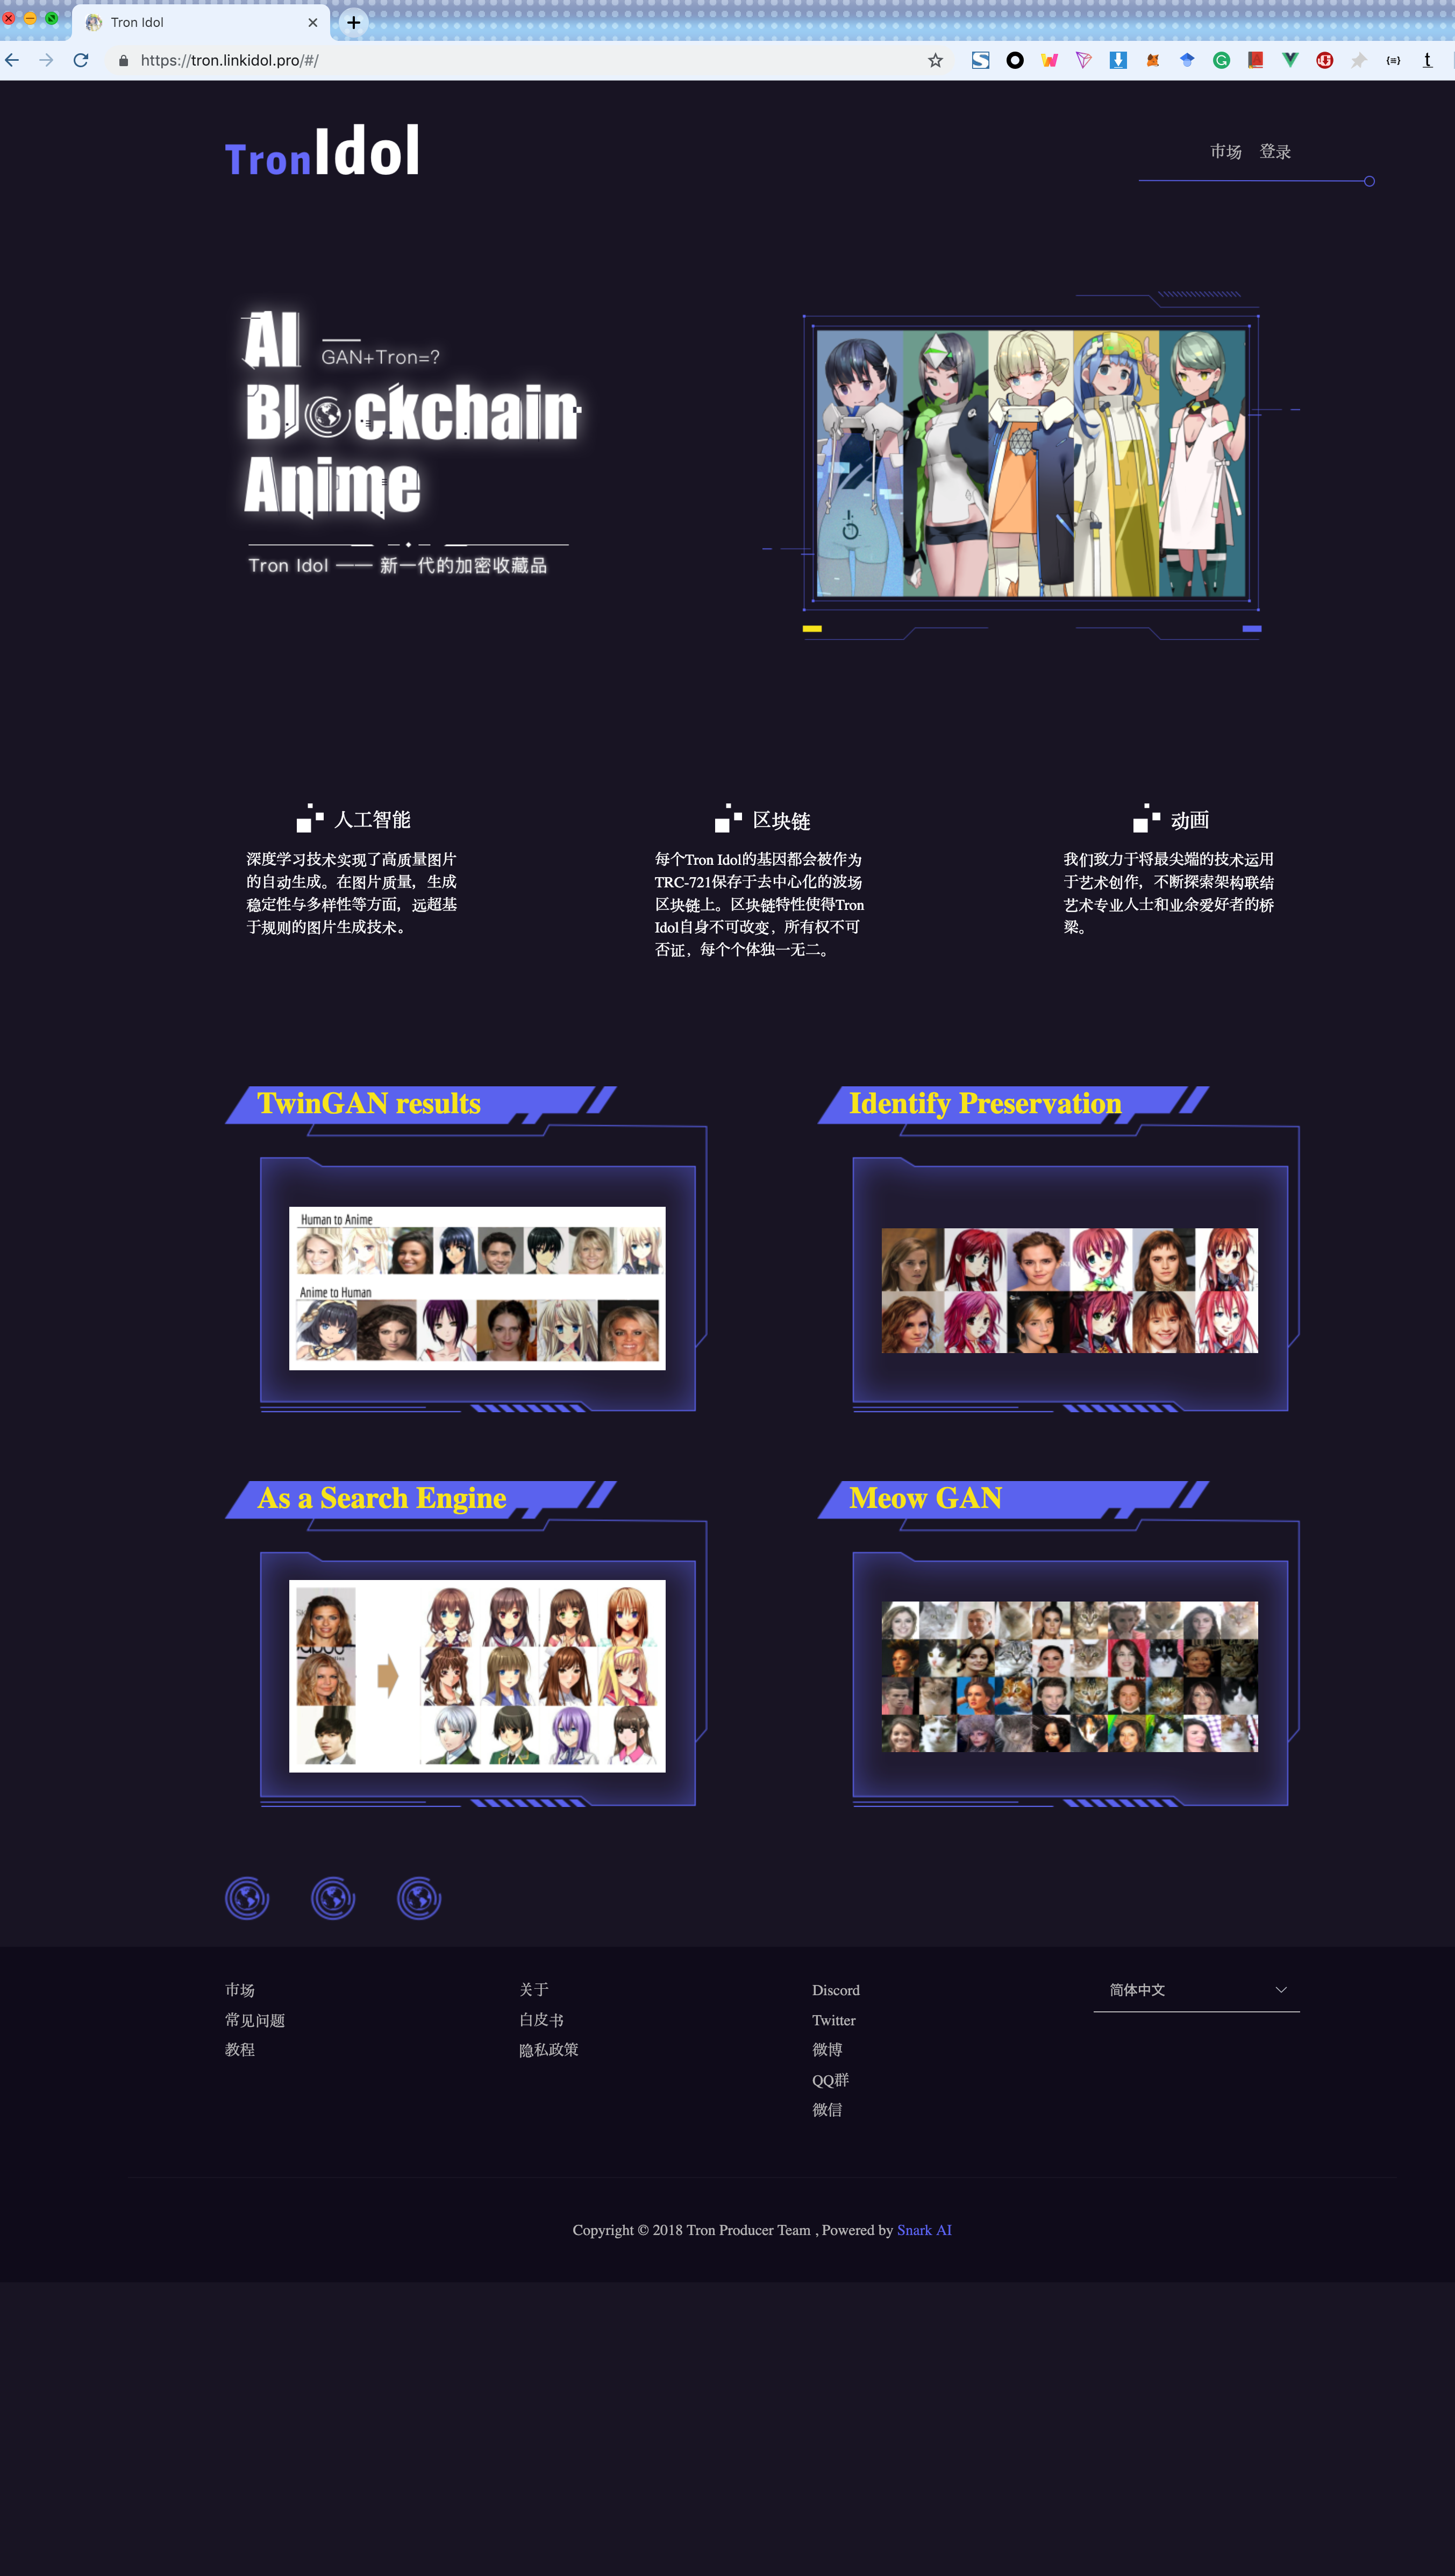 Tron Idol
https://tron.linkidol.pro/#/
TronIdol
市场 登录
AI
GAN+Tron=?
Blockchain
Anime
Tron Idol —— 新一代的加密收藏品
人工智能
深度学习技术实现了高质量图片
的自动生成。在图片质量，生成
稳定性与多样性等方面，远超基
于规则的图片生成技术。
区块链
每个Tron Idol的基因都会被作为
TRC-721保存于去中心化的波场
区块链上。区块链特性使得Tron
Idol自身不可改变，所有权不可
否证，每个个体独一无二。
动画
我们致力于将最尖端的技术运用
于艺术创作，不断探索架构联结
艺术专业人士和业余爱好者的桥
梁。
TwinGAN results
Human to Anime
Anime to Human
Identify Preservation
As a Search Engine
Meow GAN
市场
常见问题
教程
关于
白皮书
隐私政策
Discord
Twitter
微博
QQ群
微信
简体中文
Copyright © 2018 Tron Producer Team , Powered by Snark AI